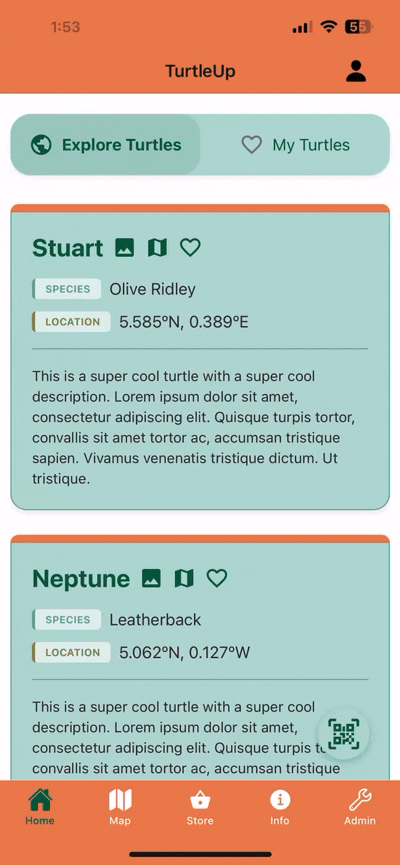 1:53
55
TurtleUp
Explore Turtles
My Turtles
Stuart
SPECIES Olive Ridley
LOCATION 5.585°N, 0.389°E
This is a super cool turtle with a super cool
description. Lorem ipsum dolor sit amet,
consectetur adipiscing elit. Quisque turpis tortor,
convallis sit amet tortor ac, accumsan tristique
sapien. Vivamus venenatis tristique dictum. Ut
tristique.
Neptune
SPECIES Leatherback
LOCATION 5.062°N, 0.127°W
This is a super cool turtle with a super cool
description. Lorem ipsum dolor sit amet,
consectetur adipiscing elit. Quisque turpis
convallis sit amet tortor ac, accumsan tristique
Home
Map
Store
Info
Admin